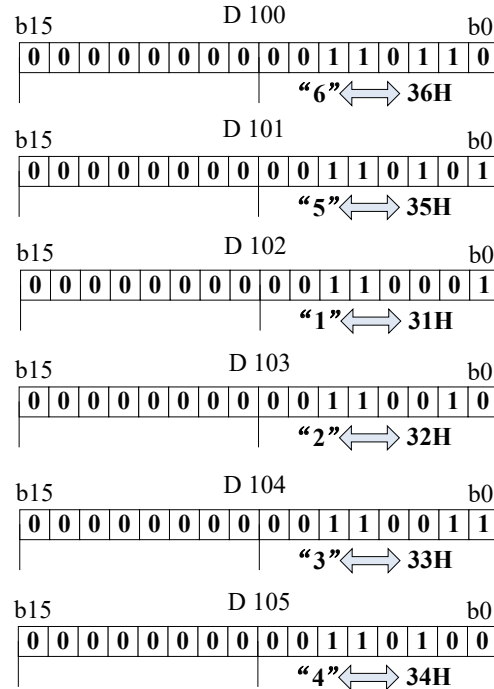 D 100
b15 b0
0 0 0 0 0 0 0 0 0 0 1 1 0 1 1 0
“6” 36H
D 101
b15 b0
0 0 0 0 0 0 0 0 0 0 1 1 0 1 0 1
“5” 35H
D 102
b15 b0
0 0 0 0 0 0 0 0 0 0 1 1 0 0 0 1
“1” 31H
D 103
b15 b0
0 0 0 0 0 0 0 0 0 0 1 1 0 0 1 0
“2” 32H
D 104
b15 b0
0 0 0 0 0 0 0 0 0 0 1 1 0 0 1 1
“3” 33H
D 105
b15 b0
0 0 0 0 0 0 0 0 0 0 1 1 0 1 0 0
“4” 34H